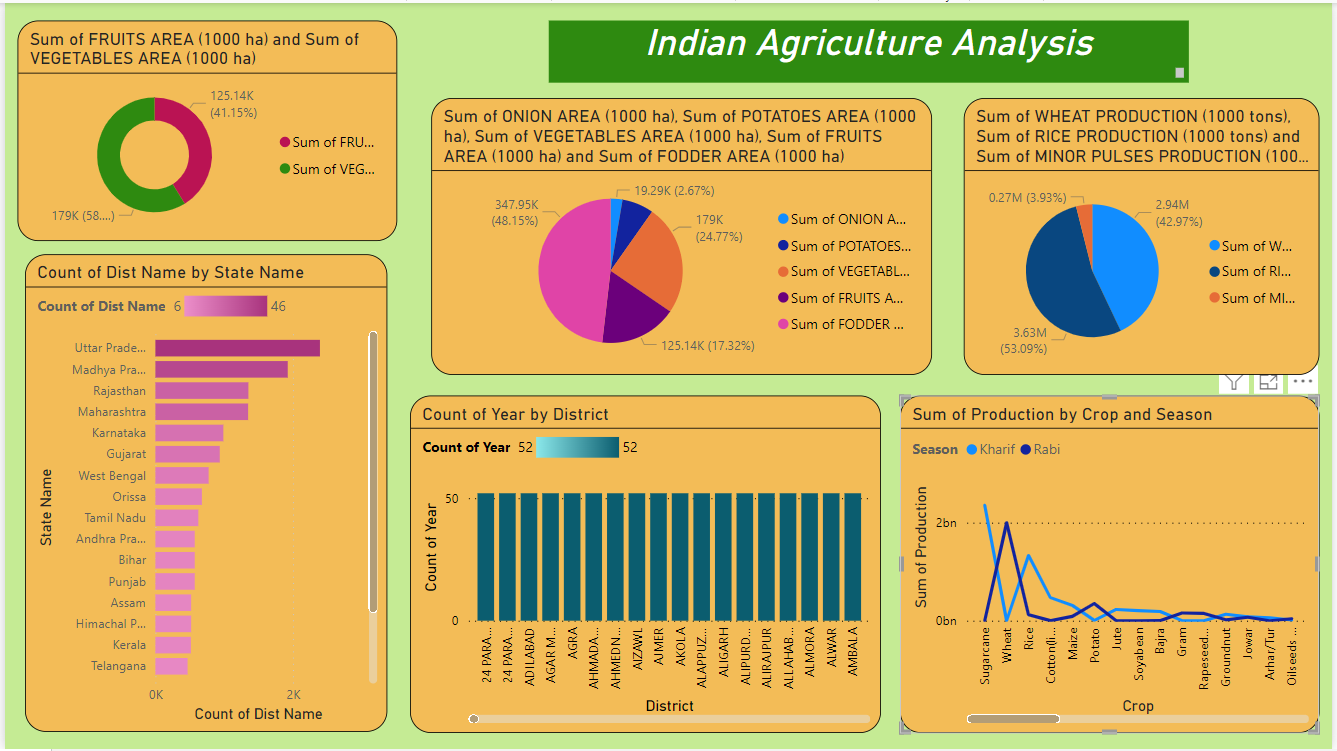 Indian Agriculture Analysis
Sum of FRUITS AREA (1000 ha) and Sum of
VEGETABLES AREA (1000 ha)
125.14K
(41.15%)
179K (58....)
Sum of FRU...
Sum of VEG...
Sum of ONION AREA (1000 ha), Sum of POTATOES AREA (1000
ha), Sum of VEGETABLES AREA (1000 ha), Sum of FRUITS
AREA (1000 ha) and Sum of FODDER AREA (1000 ha)
19.29K (2.67%)
347.95K
(48.15%)
179K
(24.77%)
125.14K (17.32%)
Sum of ONION A...
Sum of POTATOES...
Sum of VEGETABL...
Sum of FRUITS A...
Sum of FODDER ...
Sum of WHEAT PRODUCTION (1000 tons),
Sum of RICE PRODUCTION (1000 tons) and
Sum of MINOR PULSES PRODUCTION (100...
0.27M (3.93%)
2.94M
(42.97%)
3.63M
(53.09%)
Sum of W...
Sum of RI...
Sum of MI...
Count of Dist Name by State Name
Count of Dist Name 6 46
State Name
Uttar Prade...
Madhya Pra...
Rajasthan
Maharashtra
Karnataka
Gujarat
West Bengal
Orissa
Tamil Nadu
Andhra Pra...
Bihar
Punjab
Assam
Himachal P...
Kerala
Telangana
0K 2K
Count of Dist Name
Count of Year by District
Count of Year 52 52
Count of Year
50
0
24 PARA...
24 PARA...
ADILABAD
AGAR M...
AGRA
AHMADA...
AHMEDN...
AIZAWL
AJMER
AKOLA
ALAPPUZ...
ALIGARH
ALIPURD...
ALIRAJPUR
ALLAHAB...
ALMORA
ALWAR
AMBALA
District
Sum of Production by Crop and Season
Season Kharif Rabi
Sum of Production
2bn
0bn
Sugarcane
Wheat
Rice
Cotton(li...
Maize
Potato
Jute
Soyabean
Bajra
Gram
Rapeseed...
Groundnut
Jowar
Arhar/Tur
Oilseeds ...
Crop